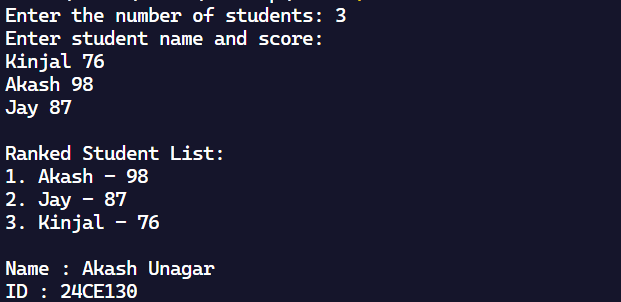 Enter the number of students: 3
Enter student name and score:
Kinjal 76
Akash 98
Jay 87

Ranked Student List:
1. Akash - 98
2. Jay - 87
3. Kinjal - 76

Name : Akash Unagar
ID : 24CE130